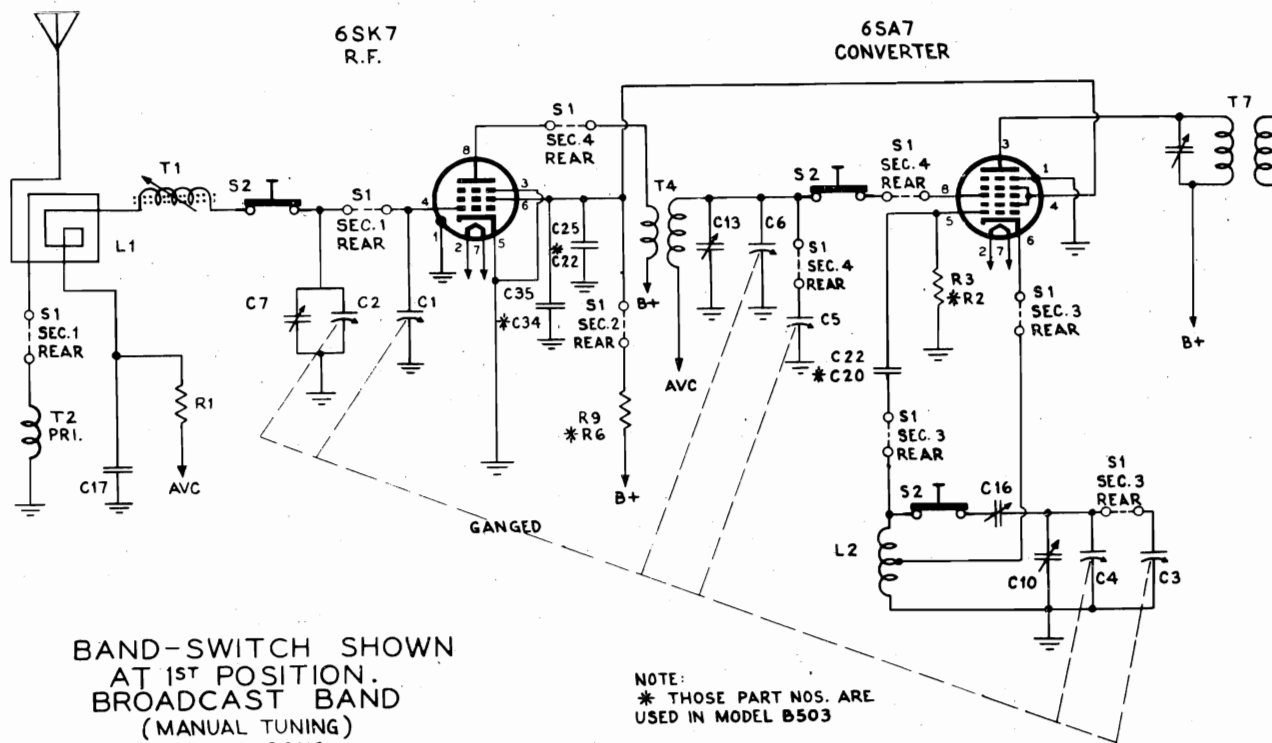 6SK7
R.F.
6SA7
CONVERTER
S1
SEC.4
REAR
T7
T1
S2
S1
SEC.1
REAR
8
3
6
4
1
2
7
5
C25
*C22
C35
*C34
T4
S2
S1
SEC.4
REAR
3
1
8
4
5
6
2
7
C13
C6
L1
C7
C2
C1
S1
SEC.1
REAR
B+
S1
SEC.2
REAR
S1
SEC.4
REAR
C5
R3
*R2
S1
SEC.3
REAR
B+
T2
PRI.
R1
C17
AVC
AVC
R9
*R6
B+
C22
*C20
S1
SEC.3
REAR
GANGED
S2
C16
S1
SEC.3
REAR
L2
C10
C4
C3
BAND-SWITCH SHOWN
AT 1ST POSITION.
BROADCAST BAND
(MANUAL TUNING)
NOTE:
* THOSE PART NOS. ARE
USED IN MODEL B503